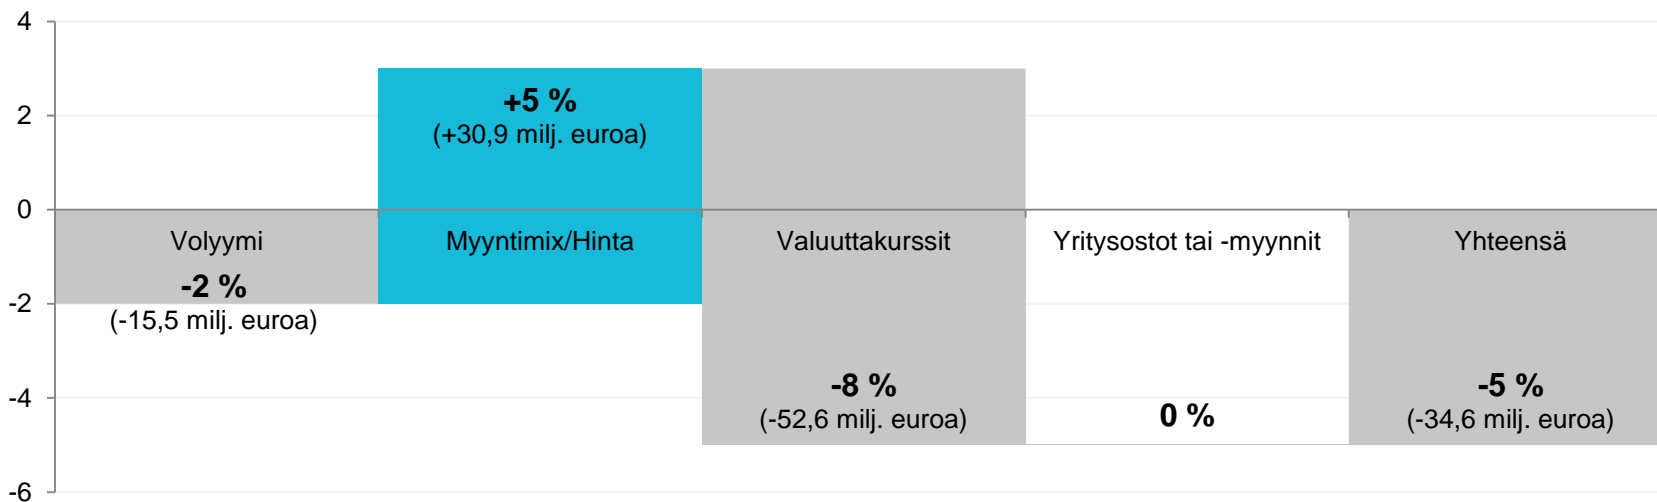 4
2
0
-2
-4
-6
+5 %
(+30,9 milj. euroa)
Volyymi
Myyntimix/Hinta
Valuuttakurssit
Yritysostot tai -myynnit
Yhteensä
-2 %
(-15,5 milj. euroa)
-8 %
(-52,6 milj. euroa)
0 %
-5 %
(-34,6 milj. euroa)